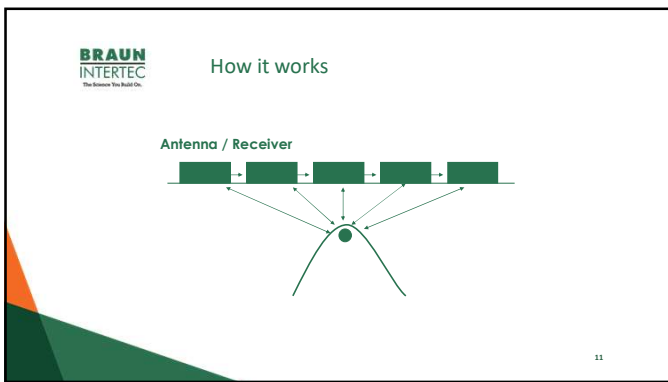 BRAUN
INTERTEC
The Science You Build On.
How it works
Antenna / Receiver
11